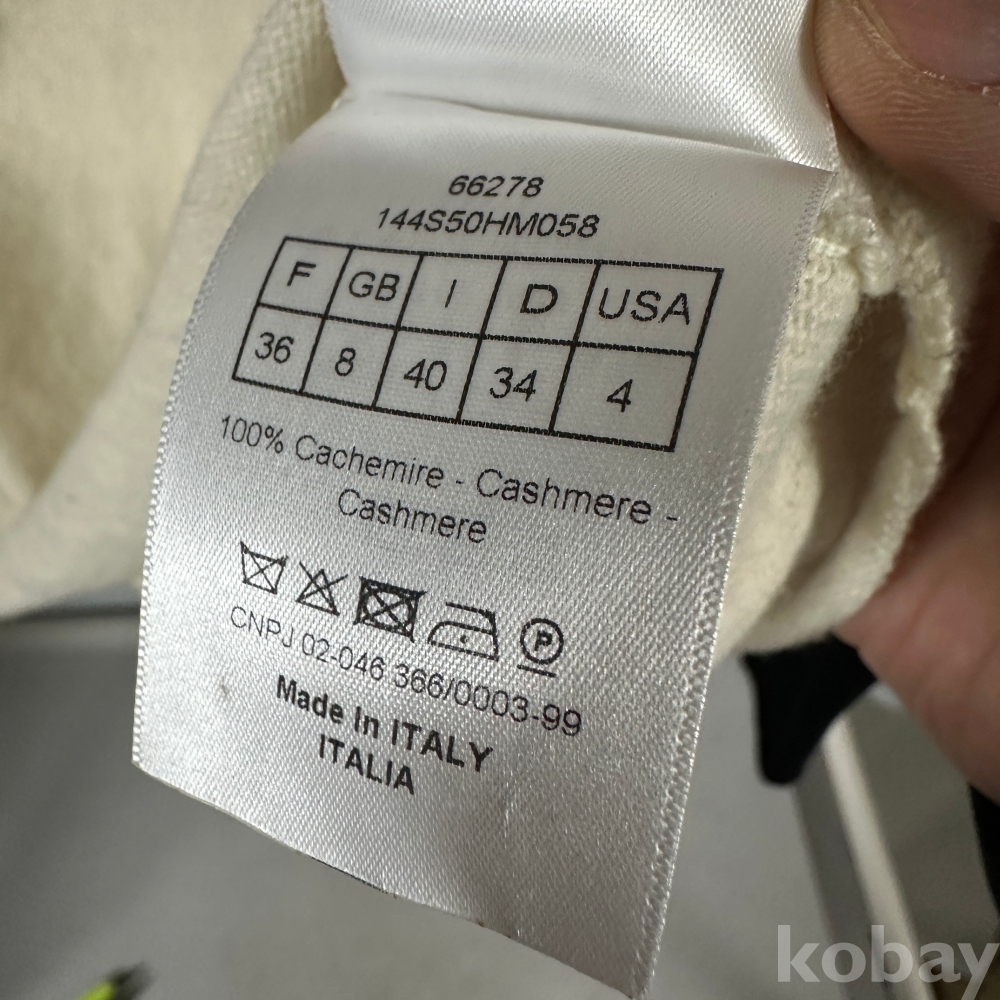 66278
144S50HM058
F GB I D USA
36 8 40 34 4
100% Cachemire - Cashmere -
Cashmere
P
CNPJ 02-046 366/0003-99
Made In ITALY
ITALIA
kobay